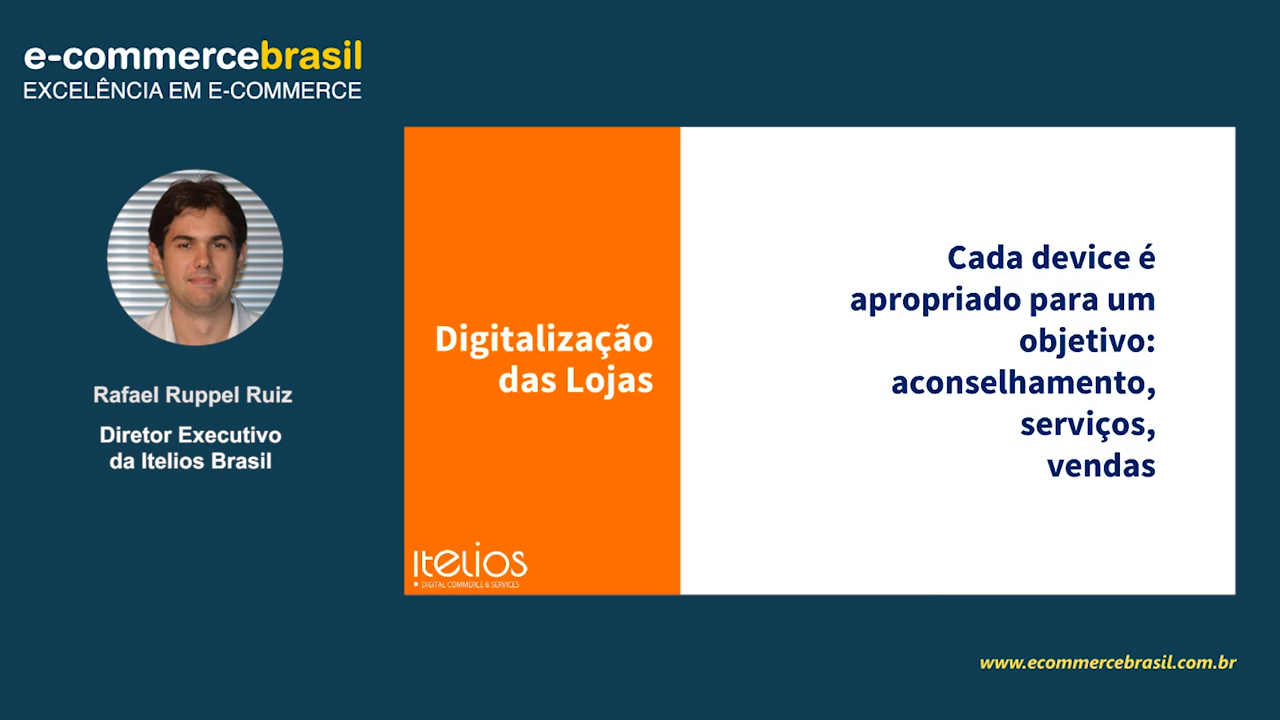 e-commercebrasil
EXCELÊNCIA EM E-COMMERCE
Rafael Ruppel Ruiz
Diretor Executivo
da Itelios Brasil
Digitalização
das Lojas
Itelios
DIGITAL COMMERCE & SERVICES
Cada device é
apropriado para um
objetivo:
aconselhamento,
serviços,
vendas
www.ecommercebrasil.com.br